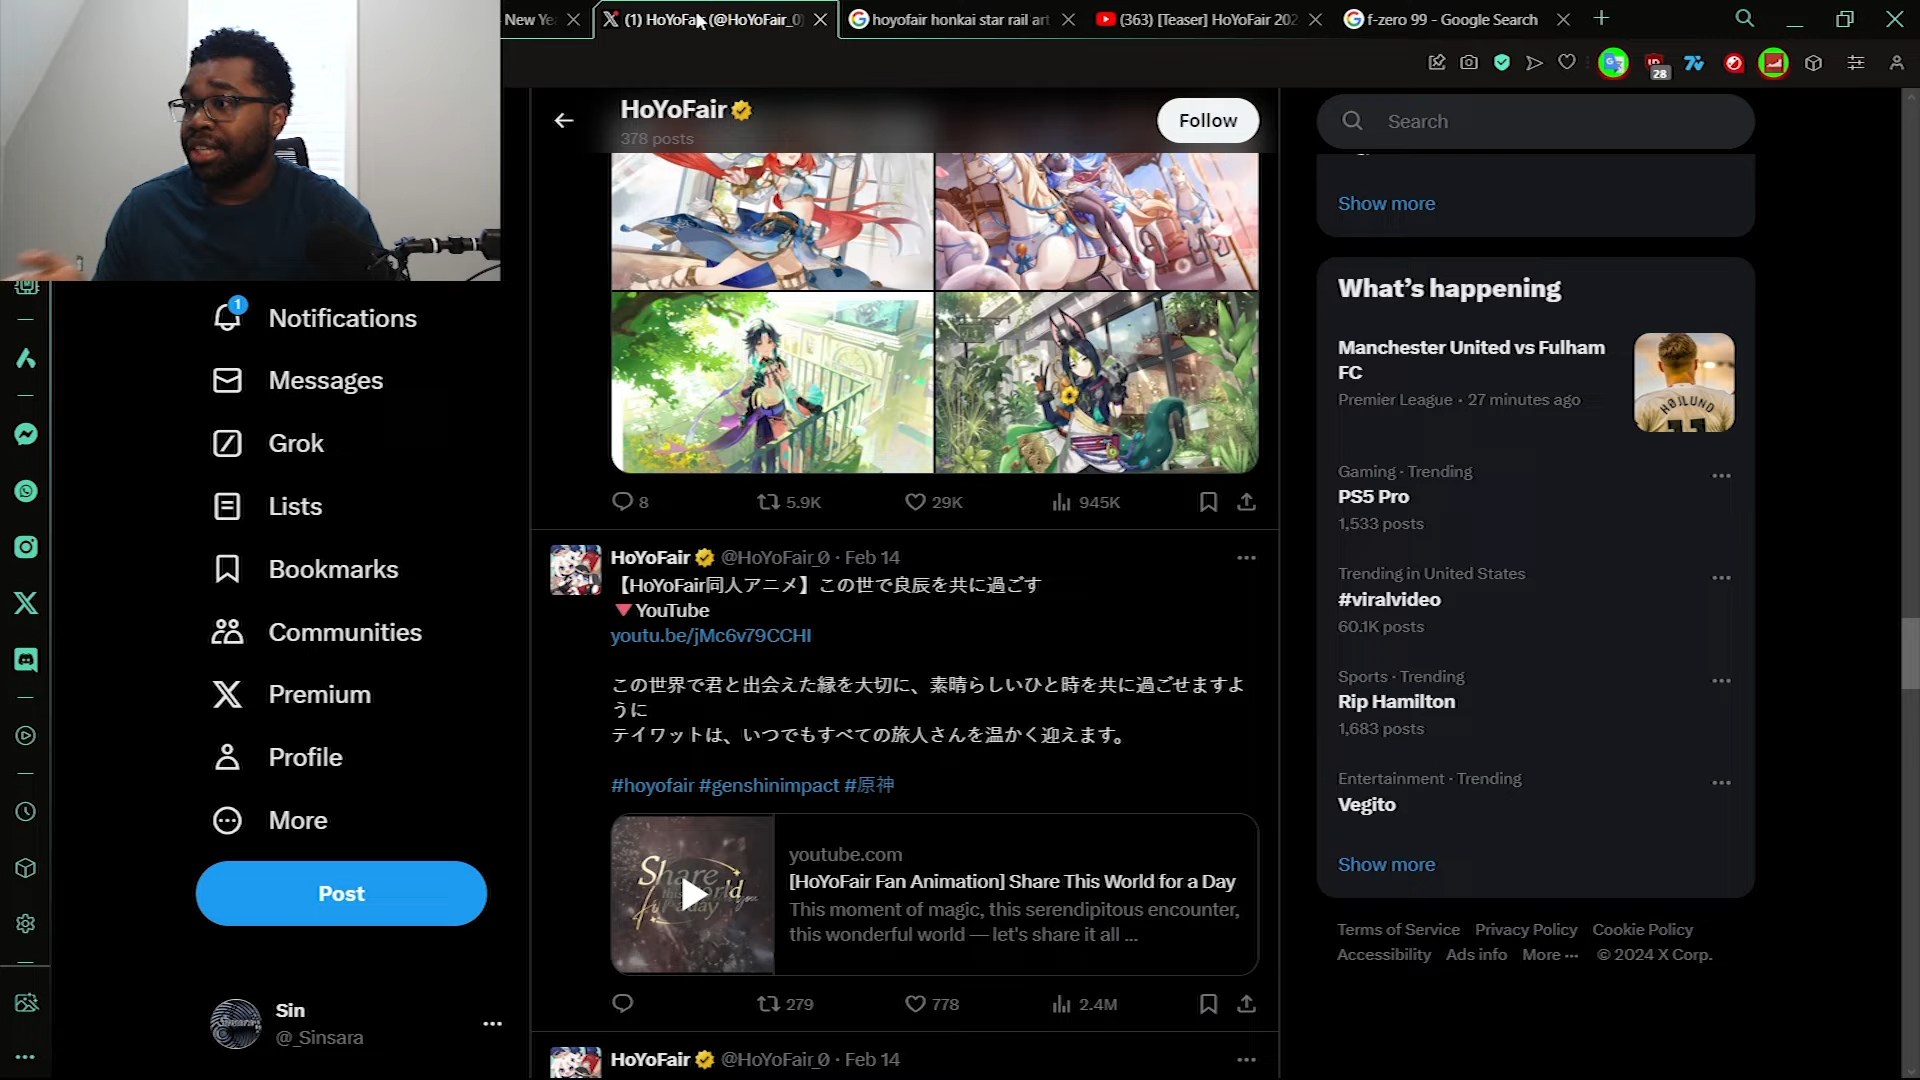 New Ye
(1) HoYoFair (@HoYoFair_0)
hoyofair honkai star rail art
(363) [Teaser] HoYoFair 202
f-zero 99 - Google Search
28
HoYoFair
378 posts
Follow
Search
Show more
8
5.9K
29K
945K
HoYoFair @HoYoFair_0 · Feb 14
【HoYoFair同人アニメ】この世で良辰を共に過ごす
🔻YouTube
youtu.be/jMc6v79CCHI
この世界で君と出会えた縁を大切に、素晴らしいひと時を共に過ごせますよ
うに
テイワットは、いつでもすべての旅人さんを温かく迎えます。
#hoyofair #genshinimpact #原神
Share
this world
for a day
you
youtube.com
[HoYoFair Fan Animation] Share This World for a Day
This moment of magic, this serendipitous encounter,
this wonderful world — let's share it all ...
279
778
2.4M
HoYoFair @HoYoFair_0 · Feb 14
1
Notifications
Messages
Grok
Lists
Bookmarks
Communities
Premium
Profile
More
Post
Sin
@_Sinsara
What's happening
Manchester United vs Fulham
FC
Premier League · 27 minutes ago
HØJLUND
11
Gaming · Trending
PS5 Pro
1,533 posts
Trending in United States
#viralvideo
60.1K posts
Sports · Trending
Rip Hamilton
1,683 posts
Entertainment · Trending
Vegito
Show more
Terms of Service Privacy Policy Cookie Policy
Accessibility Ads info More ··· © 2024 X Corp.